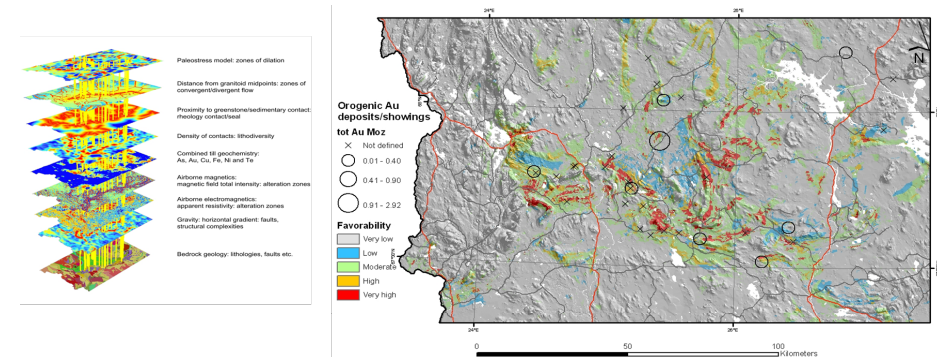 Paleostress model: zones of dilation
Distance from granitoid midpoints: zones of
convergent/divergent flow
Proximity to greenstone/sedimentary contact:
rheology contact/seal
Density of contacts: lithodiversity
Combined till geochemistry:
As, Au, Cu, Fe, Ni and Te
Airborne magnetics:
magnetic field total intensity: alteration zones
Airborne electromagnetics:
apparent resistivity: alteration zones
Gravity: horizontal gradient: faults,
structural complexities
Bedrock geology: lithologies, faults etc.
24°E
N
Orogenic Au
deposits/showings
tot Au Moz
Not defined
0.01 - 0.40
0.41 - 0.90
0.91 - 2.92
Favorability
Very low
Low
Moderate
High
Very high
24°E
0
50
100
Kilometers